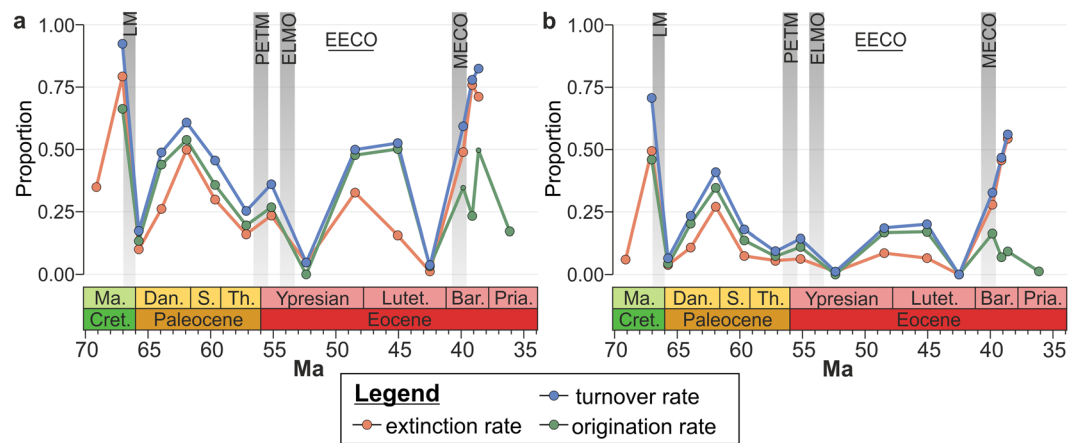 a
1.00
0.75
0.50
0.25
0.00
Proportion
LM
PETM
ELMO
EECO
MECO
Ma. Dan. S. Th. Ypresian Lutet. Bar. Pria.
Cret. Paleocene Eocene
70 65 60 55 50 45 40 35
Ma
b
1.00
0.75
0.50
0.25
0.00
Proportion
LM
PETM
ELMO
EECO
MECO
Ma. Dan. S. Th. Ypresian Lutet. Bar. Pria.
Cret. Paleocene Eocene
70 65 60 55 50 45 40 35
Ma
Legend
turnover rate
extinction rate
origination rate